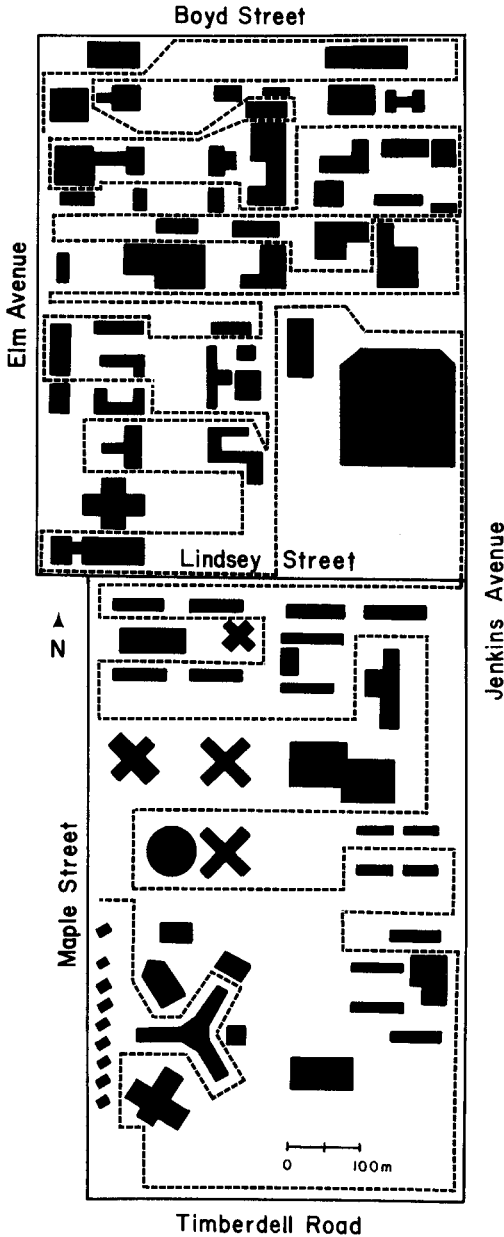 Boyd Street
Elm Avenue
Lindsey Street
Jenkins Avenue
N
Maple Street
0 100m
Timberdell Road